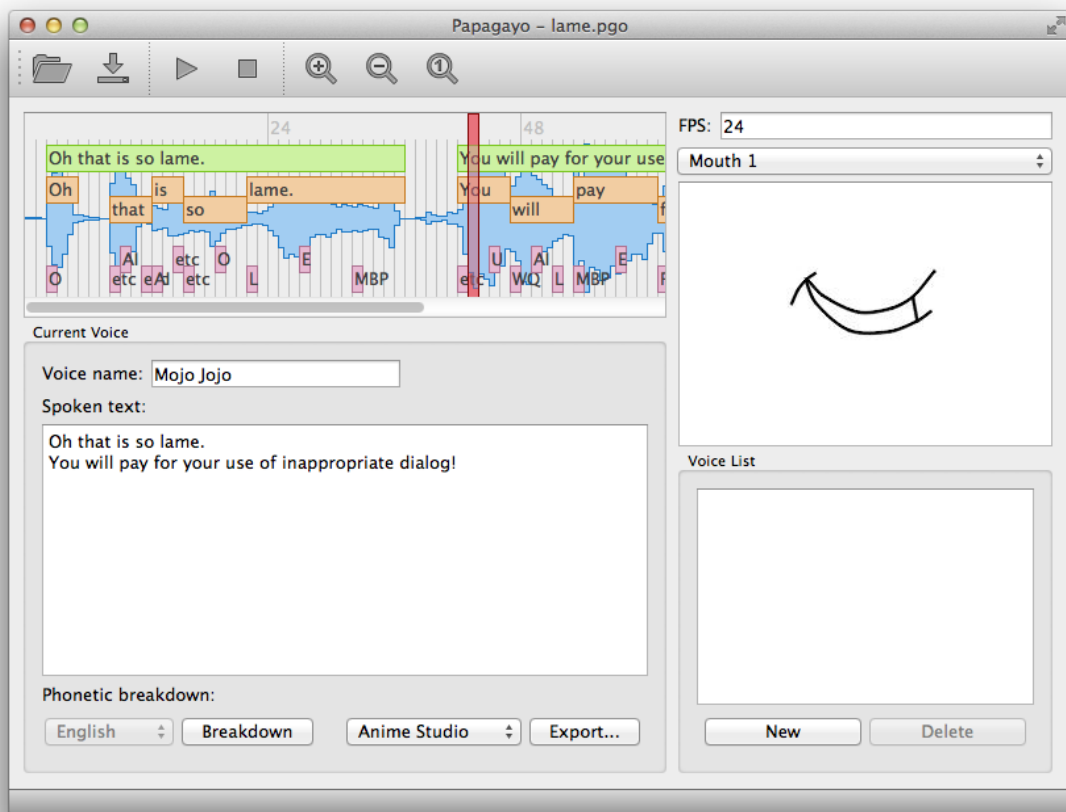 Papagayo – lame.pgo
24
48
Oh that is so lame.
You will pay for your use
Oh
is
lame.
You
pay
that
so
will
f
AI
etc
O
E
U
AI
E
O
etc
etc
L
MBP
etc
WQ
L
MBP
FPS: 24
Mouth 1
Current Voice
Voice name: Mojo Jojo
Spoken text:
Oh that is so lame.
You will pay for your use of inappropriate dialog!
Phonetic breakdown:
English
Breakdown
Anime Studio
Export...
Voice List
New
Delete